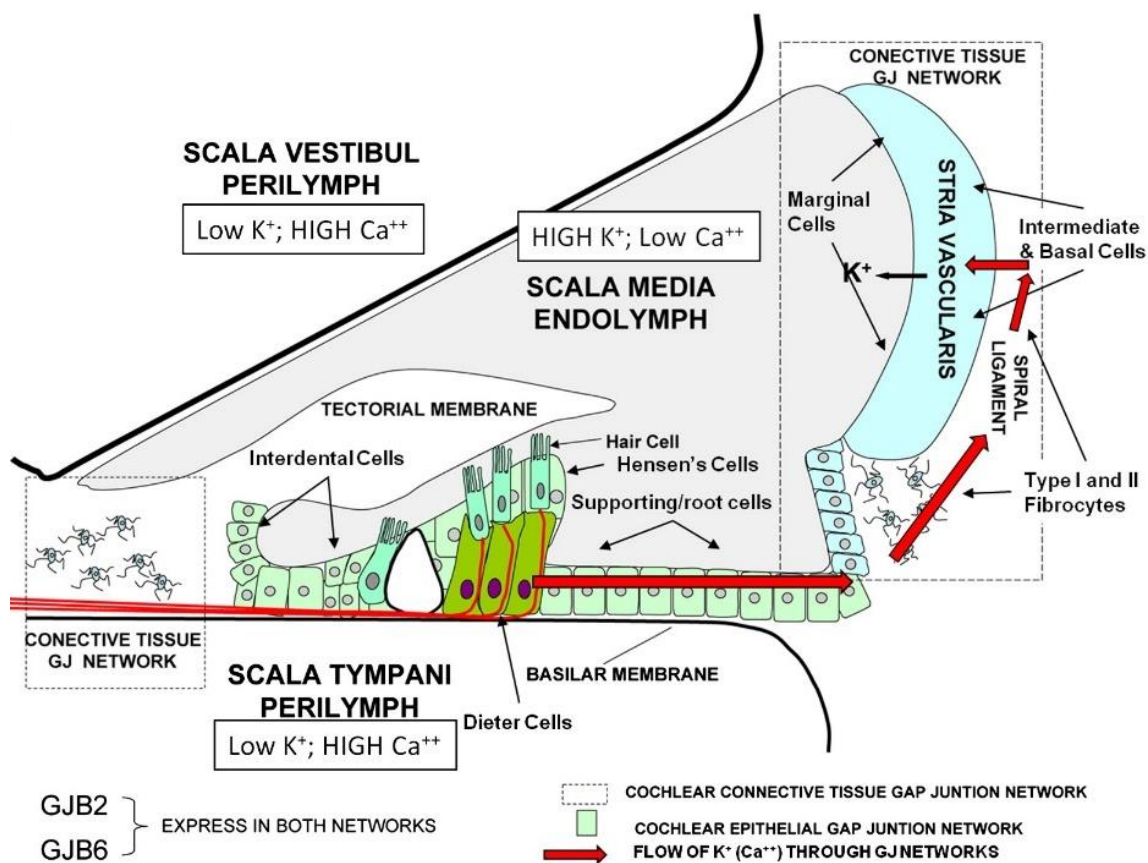 CONECTIVE TISSUE
GJ NETWORK
SCALA VESTIBUL
PERILYMPH
Low K⁺; HIGH Ca⁺⁺
HIGH K⁺; Low Ca⁺⁺
SCALA MEDIA
ENDOLYMPH
Marginal
Cells
K⁺
STRIA VASCULARIS
Intermediate
& Basal Cells
SPIRAL
LIGAMENT
Type I and II
Fibrocytes
TECTORIAL MEMBRANE
Interdental Cells
Hair Cell
Hensen's Cells
Supporting/root cells
CONECTIVE TISSUE
GJ NETWORK
SCALA TYMPANI
PERILYMPH
Low K⁺; HIGH Ca⁺⁺
BASILAR MEMBRANE
Dieter Cells
GJB2
GJB6
EXPRESS IN BOTH NETWORKS
COCHLEAR CONNECTIVE TISSUE GAP JUNTION NETWORK
COCHLEAR EPITHELIAL GAP JUNTION NETWORK
FLOW OF K⁺ (Ca⁺⁺) THROUGH GJ NETWORKS